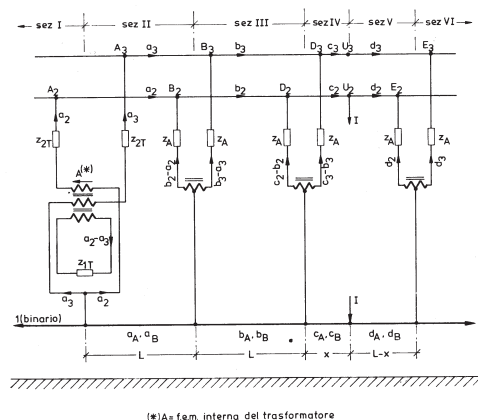 sez I sez II sez III sez IV sez V sez VI
A3 a3 B3 b3 D3 c3 U3 d3 E3
A2 a2 B2 b2 D2 c2 U2 d2 E2
a2 a3 I
z2T z2T zA zA zA zA zA zA
A(*) b2-a2 b3-a3 c2-b2 c3-b3 d2 d3
a2-a3
z1T
a3 a2 I
1(binario)
aA, aB bA, bB cA, cB dA, dB
L L x L-x
(*)A= f.e.m. interna del trasformatore